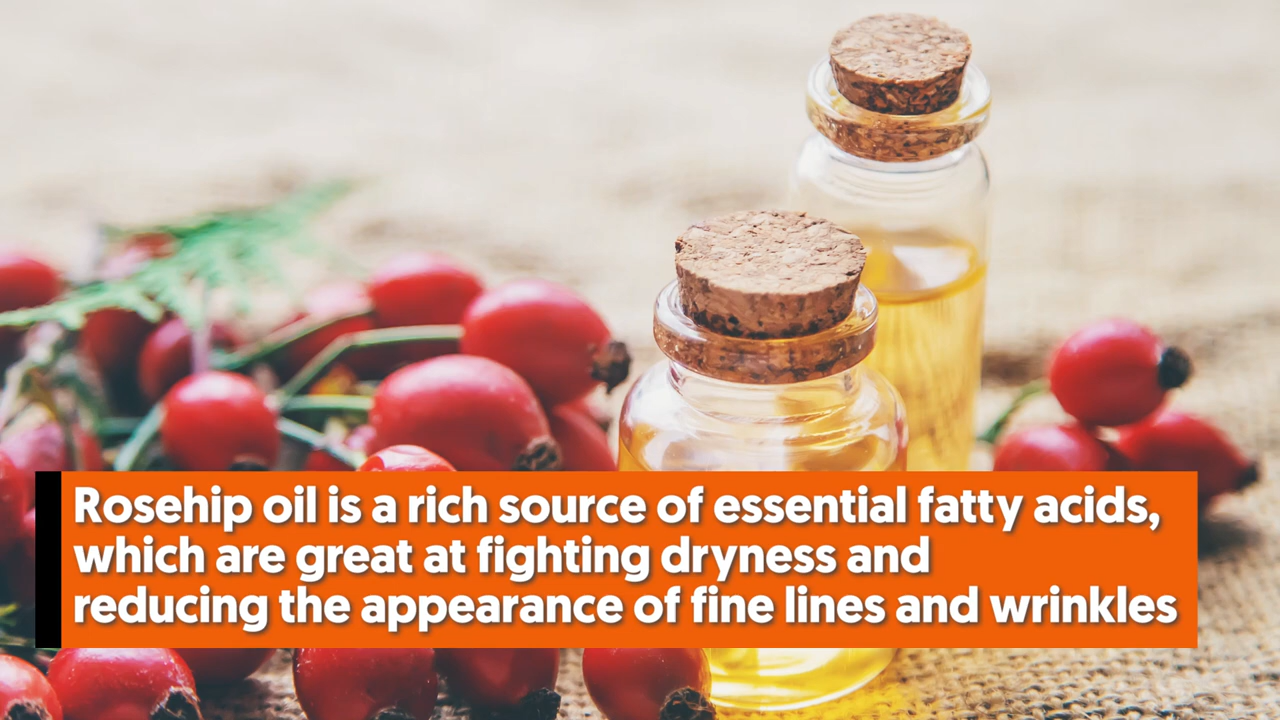 Rosehip oil is a rich source of essential fatty acids,
which are great at fighting dryness and
reducing the appearance of fine lines and wrinkles